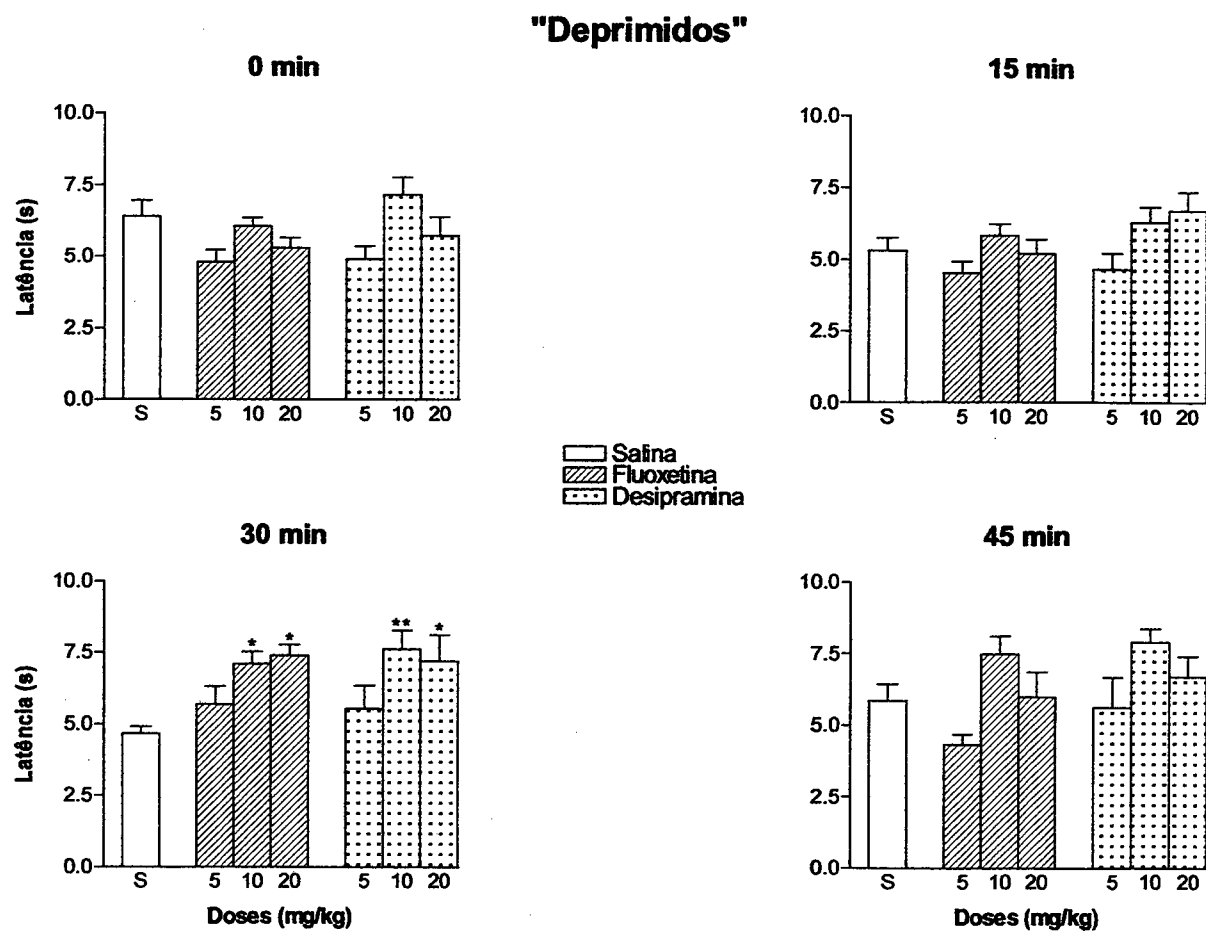 "Deprimidos"
0 min
10.0
7.5
5.0
2.5
0.0
Latência (s)
S 5 10 20 5 10 20
15 min
10.0
7.5
5.0
2.5
0.0
S 5 10 20 5 10 20
Salina
Fluoxetina
Desipramina
30 min
10.0
7.5
5.0
2.5
0.0
Latência (s)
* * ** *
S 5 10 20 5 10 20
Doses (mg/kg)
45 min
10.0
7.5
5.0
2.5
0.0
S 5 10 20 5 10 20
Doses (mg/kg)